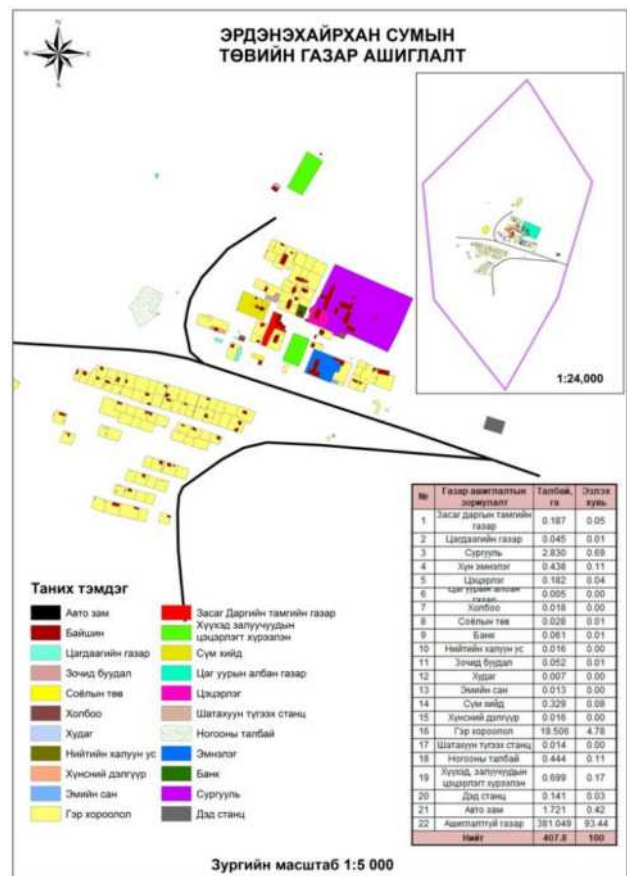 ЭРДЭНЭХАЙРХАН СУМЫН
ТӨВИЙН ГАЗАР АШИГЛАЛТ
N
W
E
S
1:24,000
№ Газар ашиглалтын зориулалт Талбай, га Эзлэх хувь
1 Засаг даргын тамгийн газар 0.187 0.05
2 Цагдаагийн газар 0.045 0.01
3 Сургууль 2.830 0.69
4 Хүн эмнэлэг 0.438 0.11
5 Цэцэрлэг 0.182 0.04
6 Цаг уурын албан газар 0.005 0.00
7 Холбоо 0.018 0.00
8 Соёлын төв 0.028 0.01
9 Банк 0.061 0.01
10 Нийтийн халуун ус 0.016 0.00
11 Зочид буудал 0.052 0.01
12 Худаг 0.007 0.00
13 Эмийн сан 0.013 0.00
14 Сүм хийд 0.329 0.08
15 Хүнсний дэлгүүр 0.016 0.00
16 Гэр хороолол 19.506 4.78
17 Шатахуун түгээх станц 0.014 0.00
18 Ногооны талбай 0.444 0.11
19 Хүүхэд, залуучуудын цэцэрлэгт хүрээлэн 0.699 0.17
20 Дэд станц 0.141 0.03
21 Авто зам 1.721 0.42
22 Ашиглалтгүй газар 381.049 93.44
Нийт 407.8 100
Таних тэмдэг
Авто зам
Байшин
Цагдаагийн газар
Зочид буудал
Соёлын төв
Холбоо
Худаг
Нийтийн халуун ус
Хүнсний дэлгүүр
Эмийн сан
Гэр хороолол
Засаг Даргийн тамгийн газар
Хүүхэд залуучуудын
цэцэрлэгт хүрээлэн
Сүм хийд
Цаг уурын албан газар
Цэцэрлэг
Шатахуун түгээх станц
Ногооны талбай
Эмнэлэг
Банк
Сургууль
Дэд станц
Зургийн масштаб 1:5 000